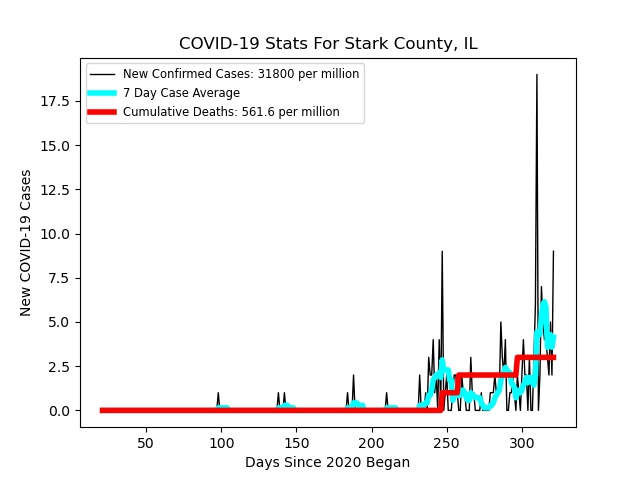 COVID-19 Stats For Stark County, IL
New Confirmed Cases: 31800 per million
7 Day Case Average
Cumulative Deaths: 561.6 per million
New COVID-19 Cases
17.5
15.0
12.5
10.0
7.5
5.0
2.5
0.0
50 100 150 200 250 300
Days Since 2020 Began